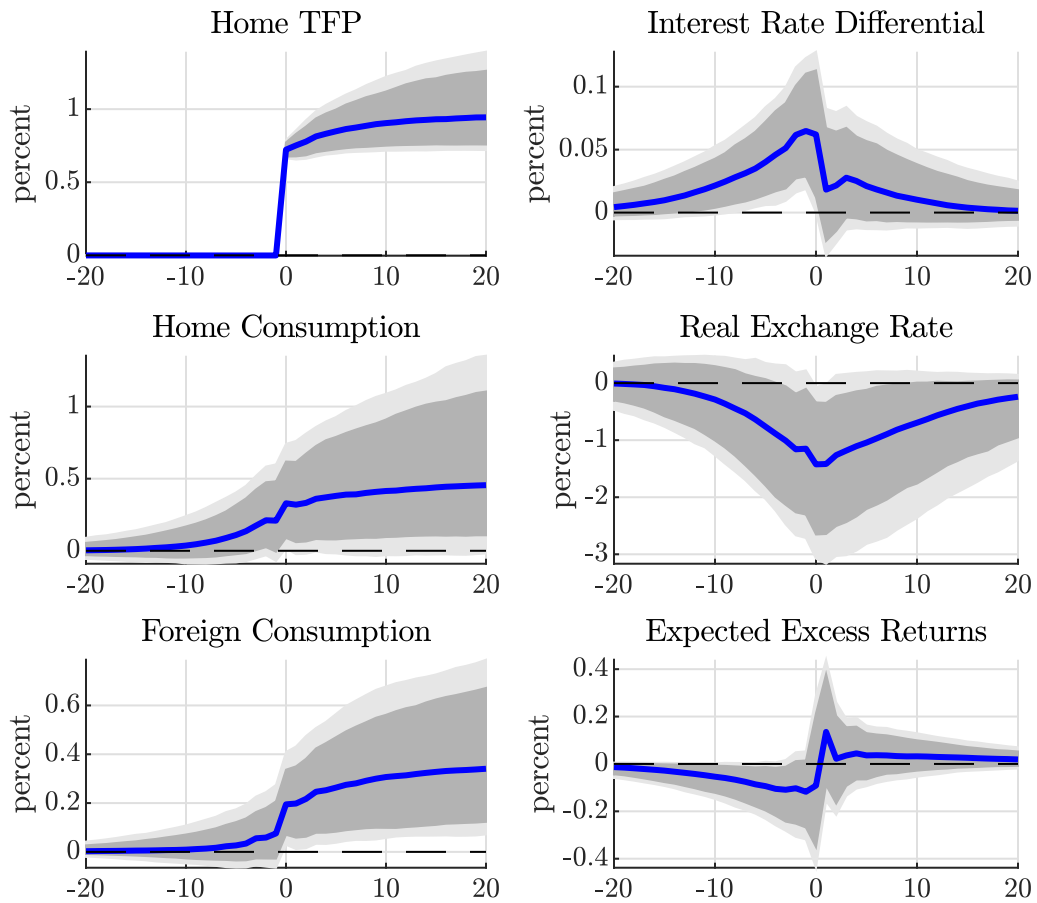 Home TFP
percent
1
0.5
0
-20 -10 0 10 20
Interest Rate Differential
percent
0.1
0.05
0
-20 -10 0 10 20
Home Consumption
percent
1
0.5
0
-20 -10 0 10 20
Real Exchange Rate
percent
0
-1
-2
-3
-20 -10 0 10 20
Foreign Consumption
percent
0.6
0.4
0.2
0
-20 -10 0 10 20
Expected Excess Returns
percent
0.4
0.2
0
-0.2
-0.4
-20 -10 0 10 20